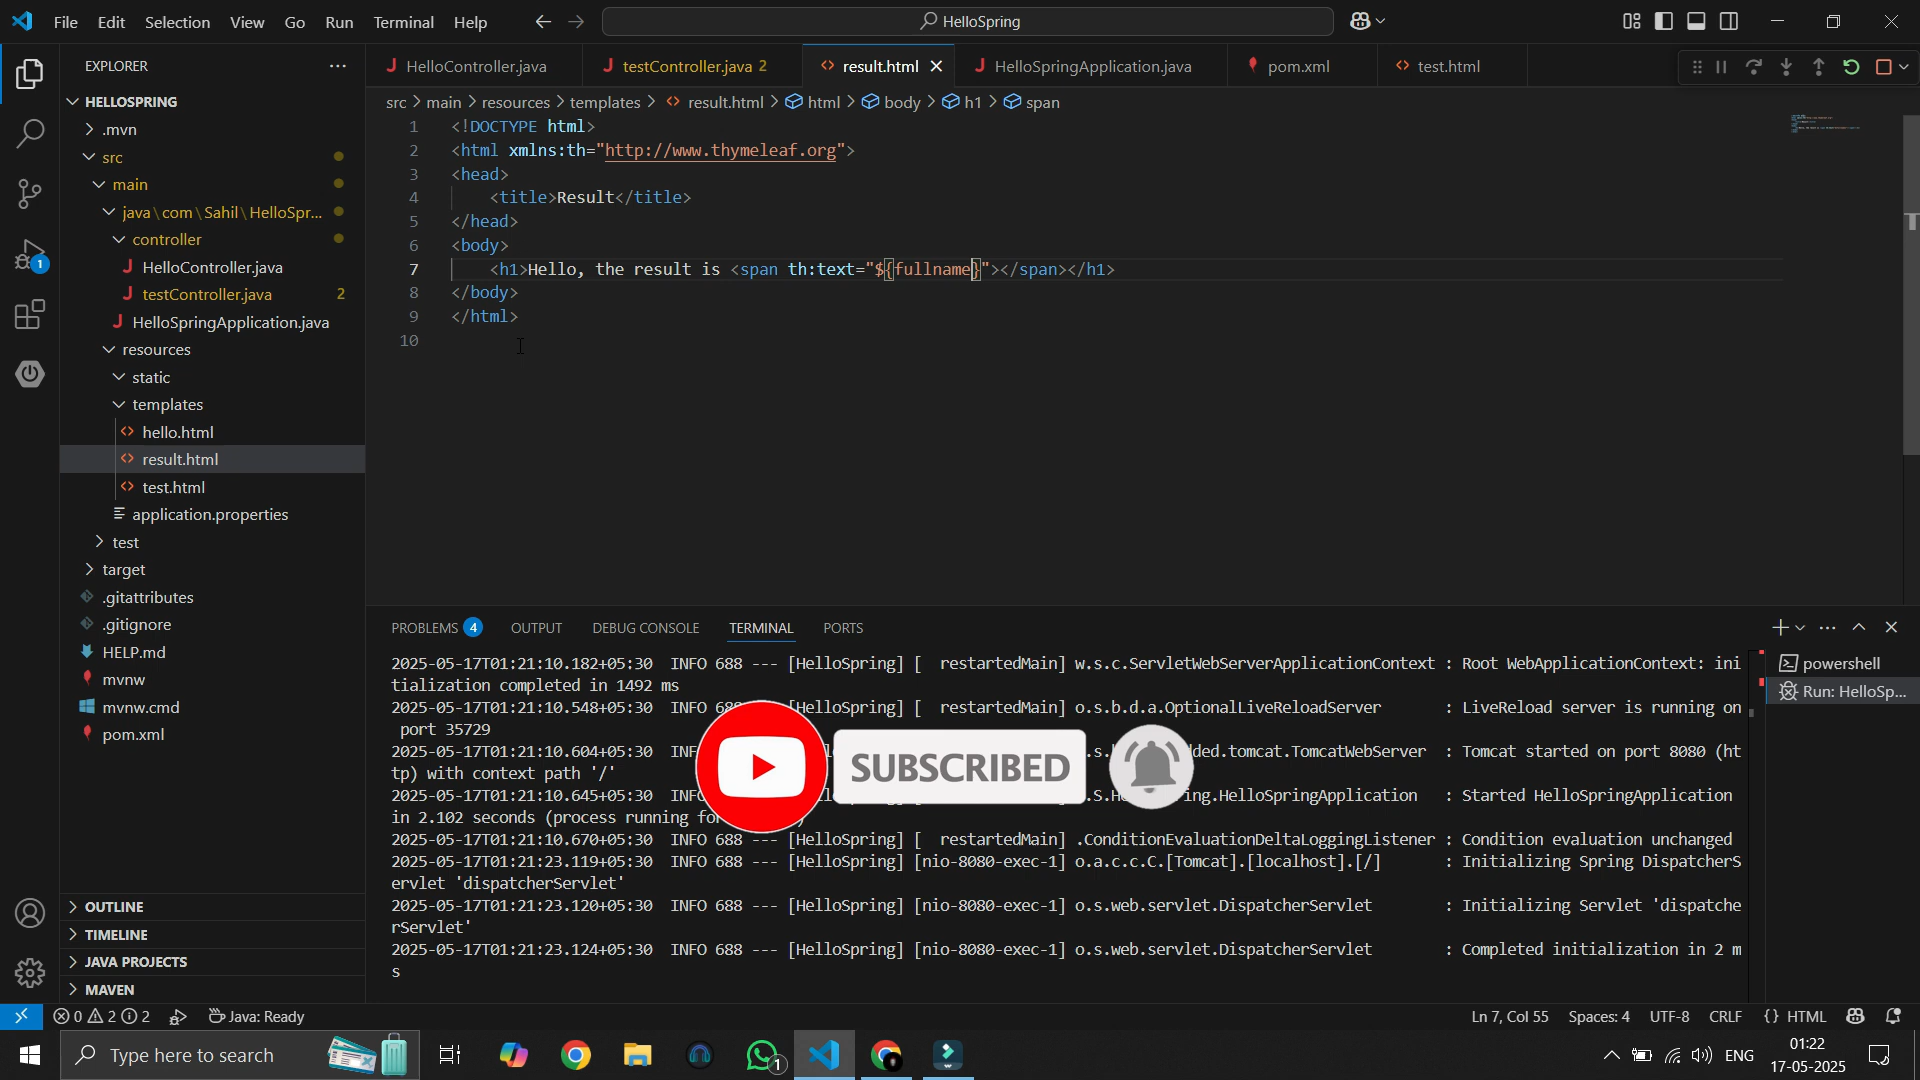 File Edit Selection View Go Run Terminal Help
HelloSpring
EXPLORER
HELLOSPRING
.mvn
src
main
java\com\Sahil\HelloSpr...
controller
HelloController.java
testController.java 2
HelloSpringApplication.java
resources
static
templates
hello.html
result.html
test.html
application.properties
test
target
.gitattributes
.gitignore
HELP.md
mvnw
mvnw.cmd
pom.xml
OUTLINE
TIMELINE
JAVA PROJECTS
MAVEN
HelloController.java testController.java 2 result.html HelloSpringApplication.java pom.xml test.html
src > main > resources > templates > result.html > html > body > h1 > span
1 <!DOCTYPE html>
2 <html xmlns:th="http://www.thymeleaf.org">
3 <head>
4 <title>Result</title>
5 </head>
6 <body>
7 <h1>Hello, the result is <span th:text="${fullname}"></span></h1>
8 </body>
9 </html>
10
PROBLEMS 4 OUTPUT DEBUG CONSOLE TERMINAL PORTS
powershell
Run: HelloSp...
2025-05-17T01:21:10.182+05:30 INFO 688 --- [HelloSpring] [ restartedMain] w.s.c.ServletWebServerApplicationContext : Root WebApplicationContext: ini
tialization completed in 1492 ms
2025-05-17T01:21:10.548+05:30 INFO 688 [HelloSpring] [ restartedMain] o.s.b.d.a.OptionalLiveReloadServer : LiveReload server is running on
port 35729
2025-05-17T01:21:10.604+05:30 INF dded.tomcat.TomcatWebServer : Tomcat started on port 8080 (ht
tp) with context path '/'
2025-05-17T01:21:10.645+05:30 INF ring.HelloSpringApplication : Started HelloSpringApplication
in 2.102 seconds (process running fo
2025-05-17T01:21:10.670+05:30 INFO 688 --- [HelloSpring] [ restartedMain] .ConditionEvaluationDeltaLoggingListener : Condition evaluation unchanged
2025-05-17T01:21:23.119+05:30 INFO 688 --- [HelloSpring] [nio-8080-exec-1] o.a.c.c.C.[Tomcat].[localhost].[/] : Initializing Spring DispatcherS
ervlet 'dispatcherServlet'
2025-05-17T01:21:23.120+05:30 INFO 688 --- [HelloSpring] [nio-8080-exec-1] o.s.web.servlet.DispatcherServlet : Initializing Servlet 'dispatche
rServlet'
2025-05-17T01:21:23.124+05:30 INFO 688 --- [HelloSpring] [nio-8080-exec-1] o.s.web.servlet.DispatcherServlet : Completed initialization in 2 m
s
SUBSCRIBED
0 2 2 Java: Ready Ln 7, Col 55 Spaces: 4 UTF-8 CRLF {} HTML
Type here to search
1
ENG
01:22
17-05-2025